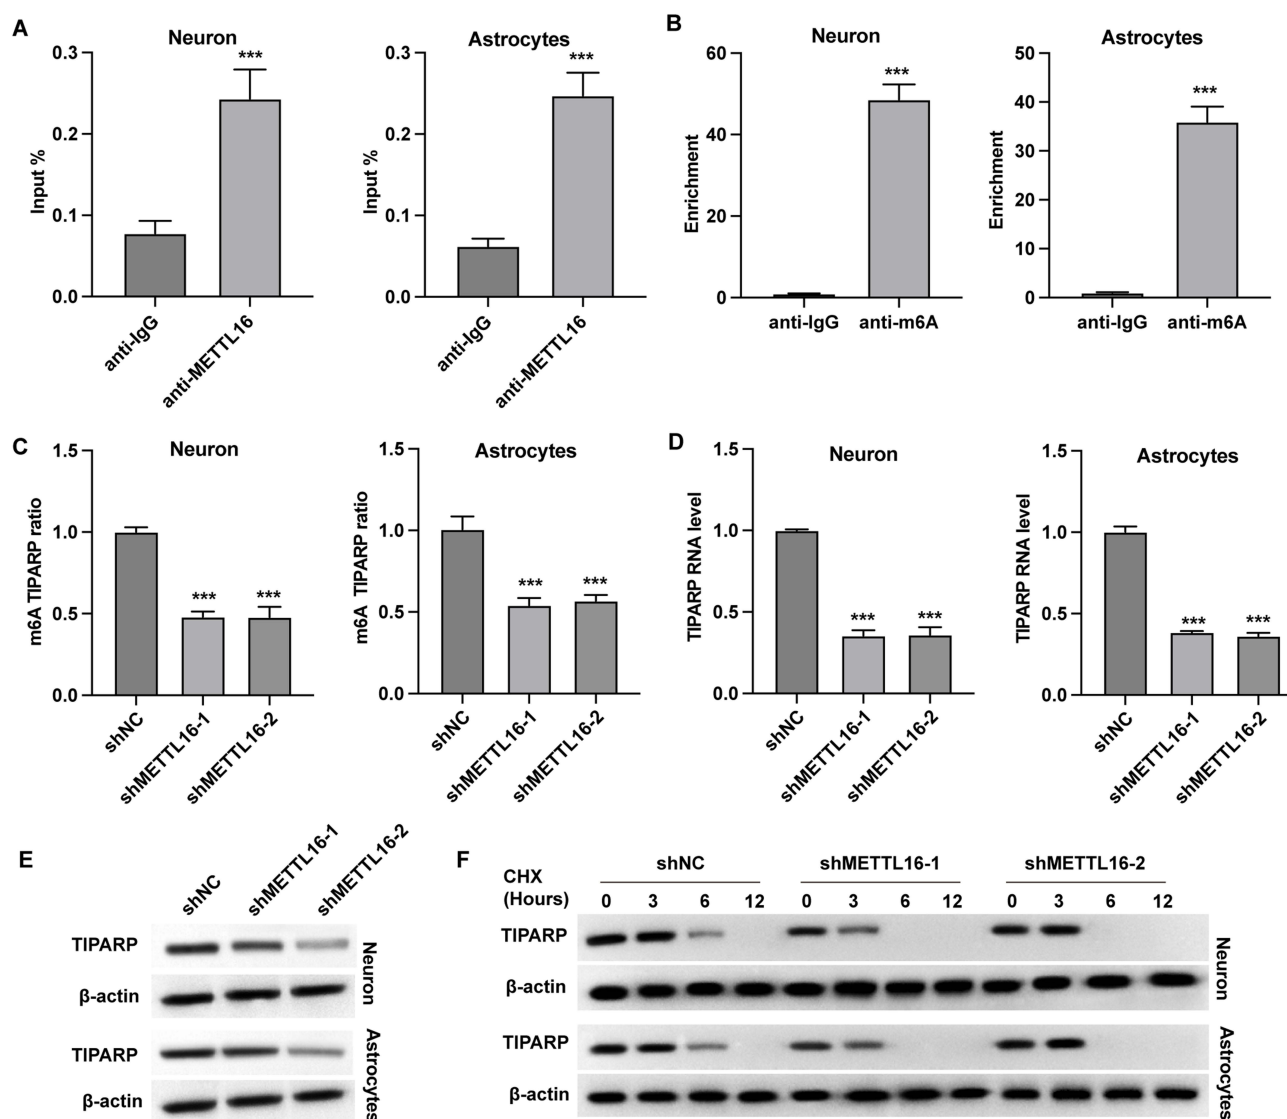 A
Neuron
Input %
0.3
0.2
0.1
0.0
***
anti-IgG
anti-METTL16
Astrocytes
Input %
0.3
0.2
0.1
0.0
***
anti-IgG
anti-METTL16
B
Neuron
Enrichment
60
40
20
0
***
anti-IgG
anti-m6A
Astrocytes
Enrichment
50
40
30
20
10
0
***
anti-IgG
anti-m6A
C
Neuron
m6A TIPARP ratio
1.5
1.0
0.5
0.0
***
***
shNC
shMETTL16-1
shMETTL16-2
Astrocytes
m6A TIPARP ratio
1.5
1.0
0.5
0.0
***
***
shNC
shMETTL16-1
shMETTL16-2
D
Neuron
TIPARP RNA level
1.5
1.0
0.5
0.0
***
***
shNC
shMETTL16-1
shMETTL16-2
Astrocytes
TIPARP RNA level
1.5
1.0
0.5
0.0
***
***
shNC
shMETTL16-1
shMETTL16-2
E
shNC
shMETTL16-1
shMETTL16-2
TIPARP
β-actin
Neuron
TIPARP
β-actin
Astrocytes
F
shNC shMETTL16-1 shMETTL16-2
CHX
(Hours) 0 3 6 12 0 3 6 12 0 3 6 12
TIPARP
β-actin
Neuron
TIPARP
β-actin
Astrocytes